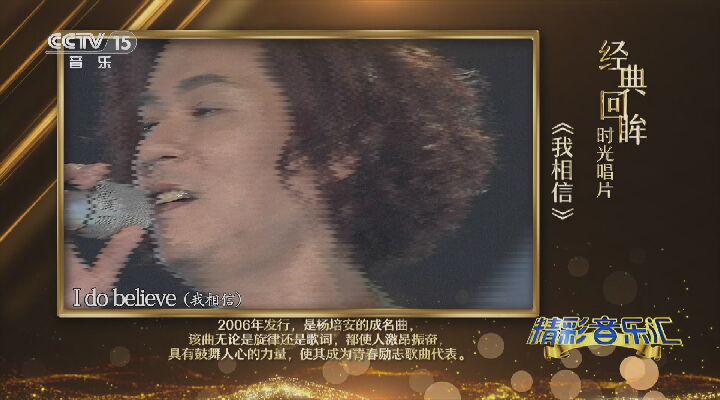 CCTV 15
音乐
经典回眸
时光唱片
《我相信》
I do believe (我相信)
2006年发行，是杨培安的成名曲，
该曲无论是旋律还是歌词，都使人激昂振奋，
具有鼓舞人心的力量，使其成为青春励志歌曲代表。
精彩音乐汇